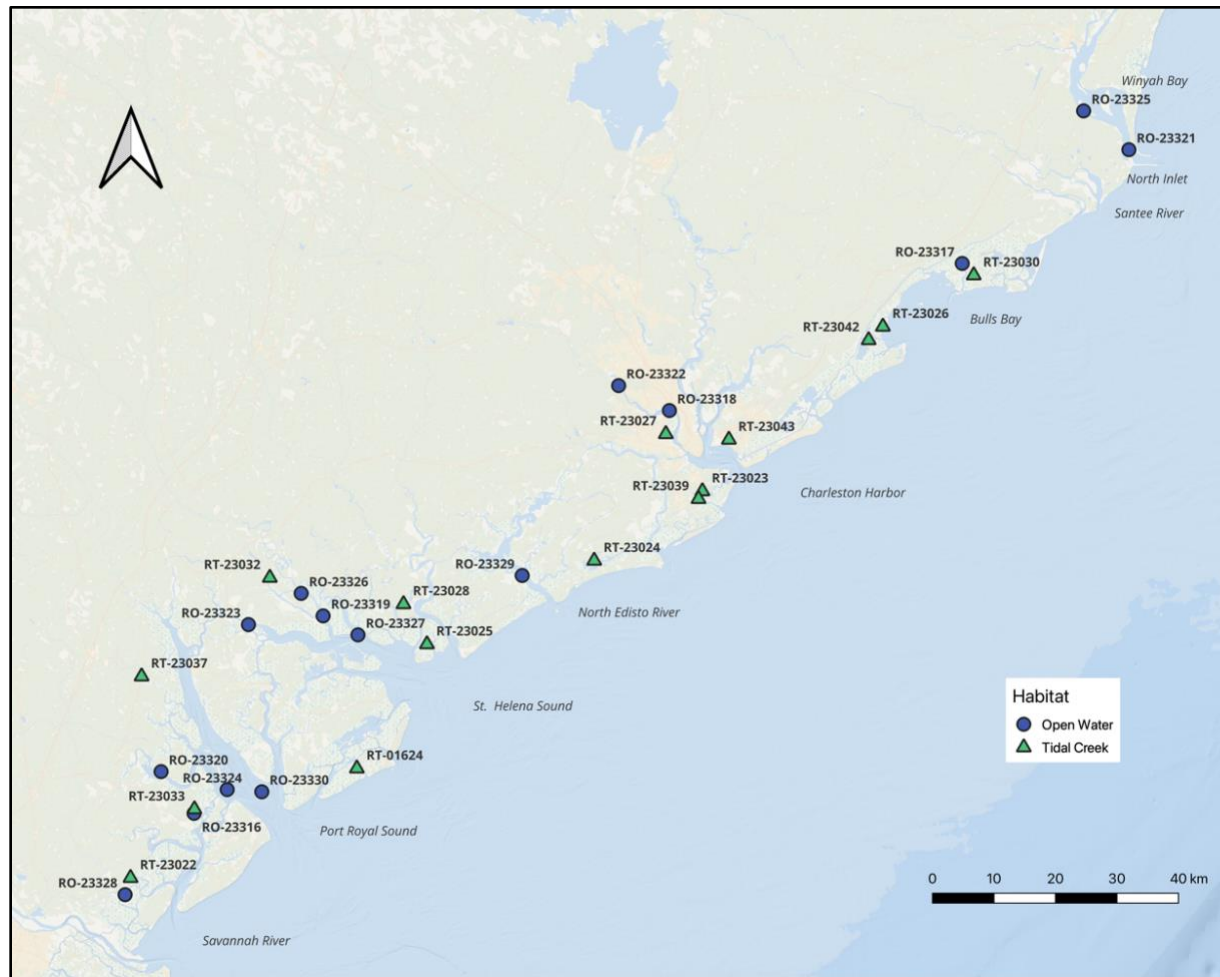 Winyah Bay
RO-23325
RO-23321
North Inlet
Santee River
RO-23317
RT-23030
Bulls Bay
RT-23026
RT-23042
RO-23322
RO-23318
RT-23027
RT-23043
RT-23039
RT-23023
Charleston Harbor
RT-23024
RO-23329
North Edisto River
RT-23032
RO-23326
RT-23028
RO-23319
RO-23323
RO-23327
RT-23025
RT-23037
St. Helena Sound
Habitat
Open Water
Tidal Creek
RT-01624
RO-23320
RO-23324
RO-23330
RT-23033
RO-23316
Port Royal Sound
RT-23022
RO-23328
Savannah River
0 10 20 30 40 km